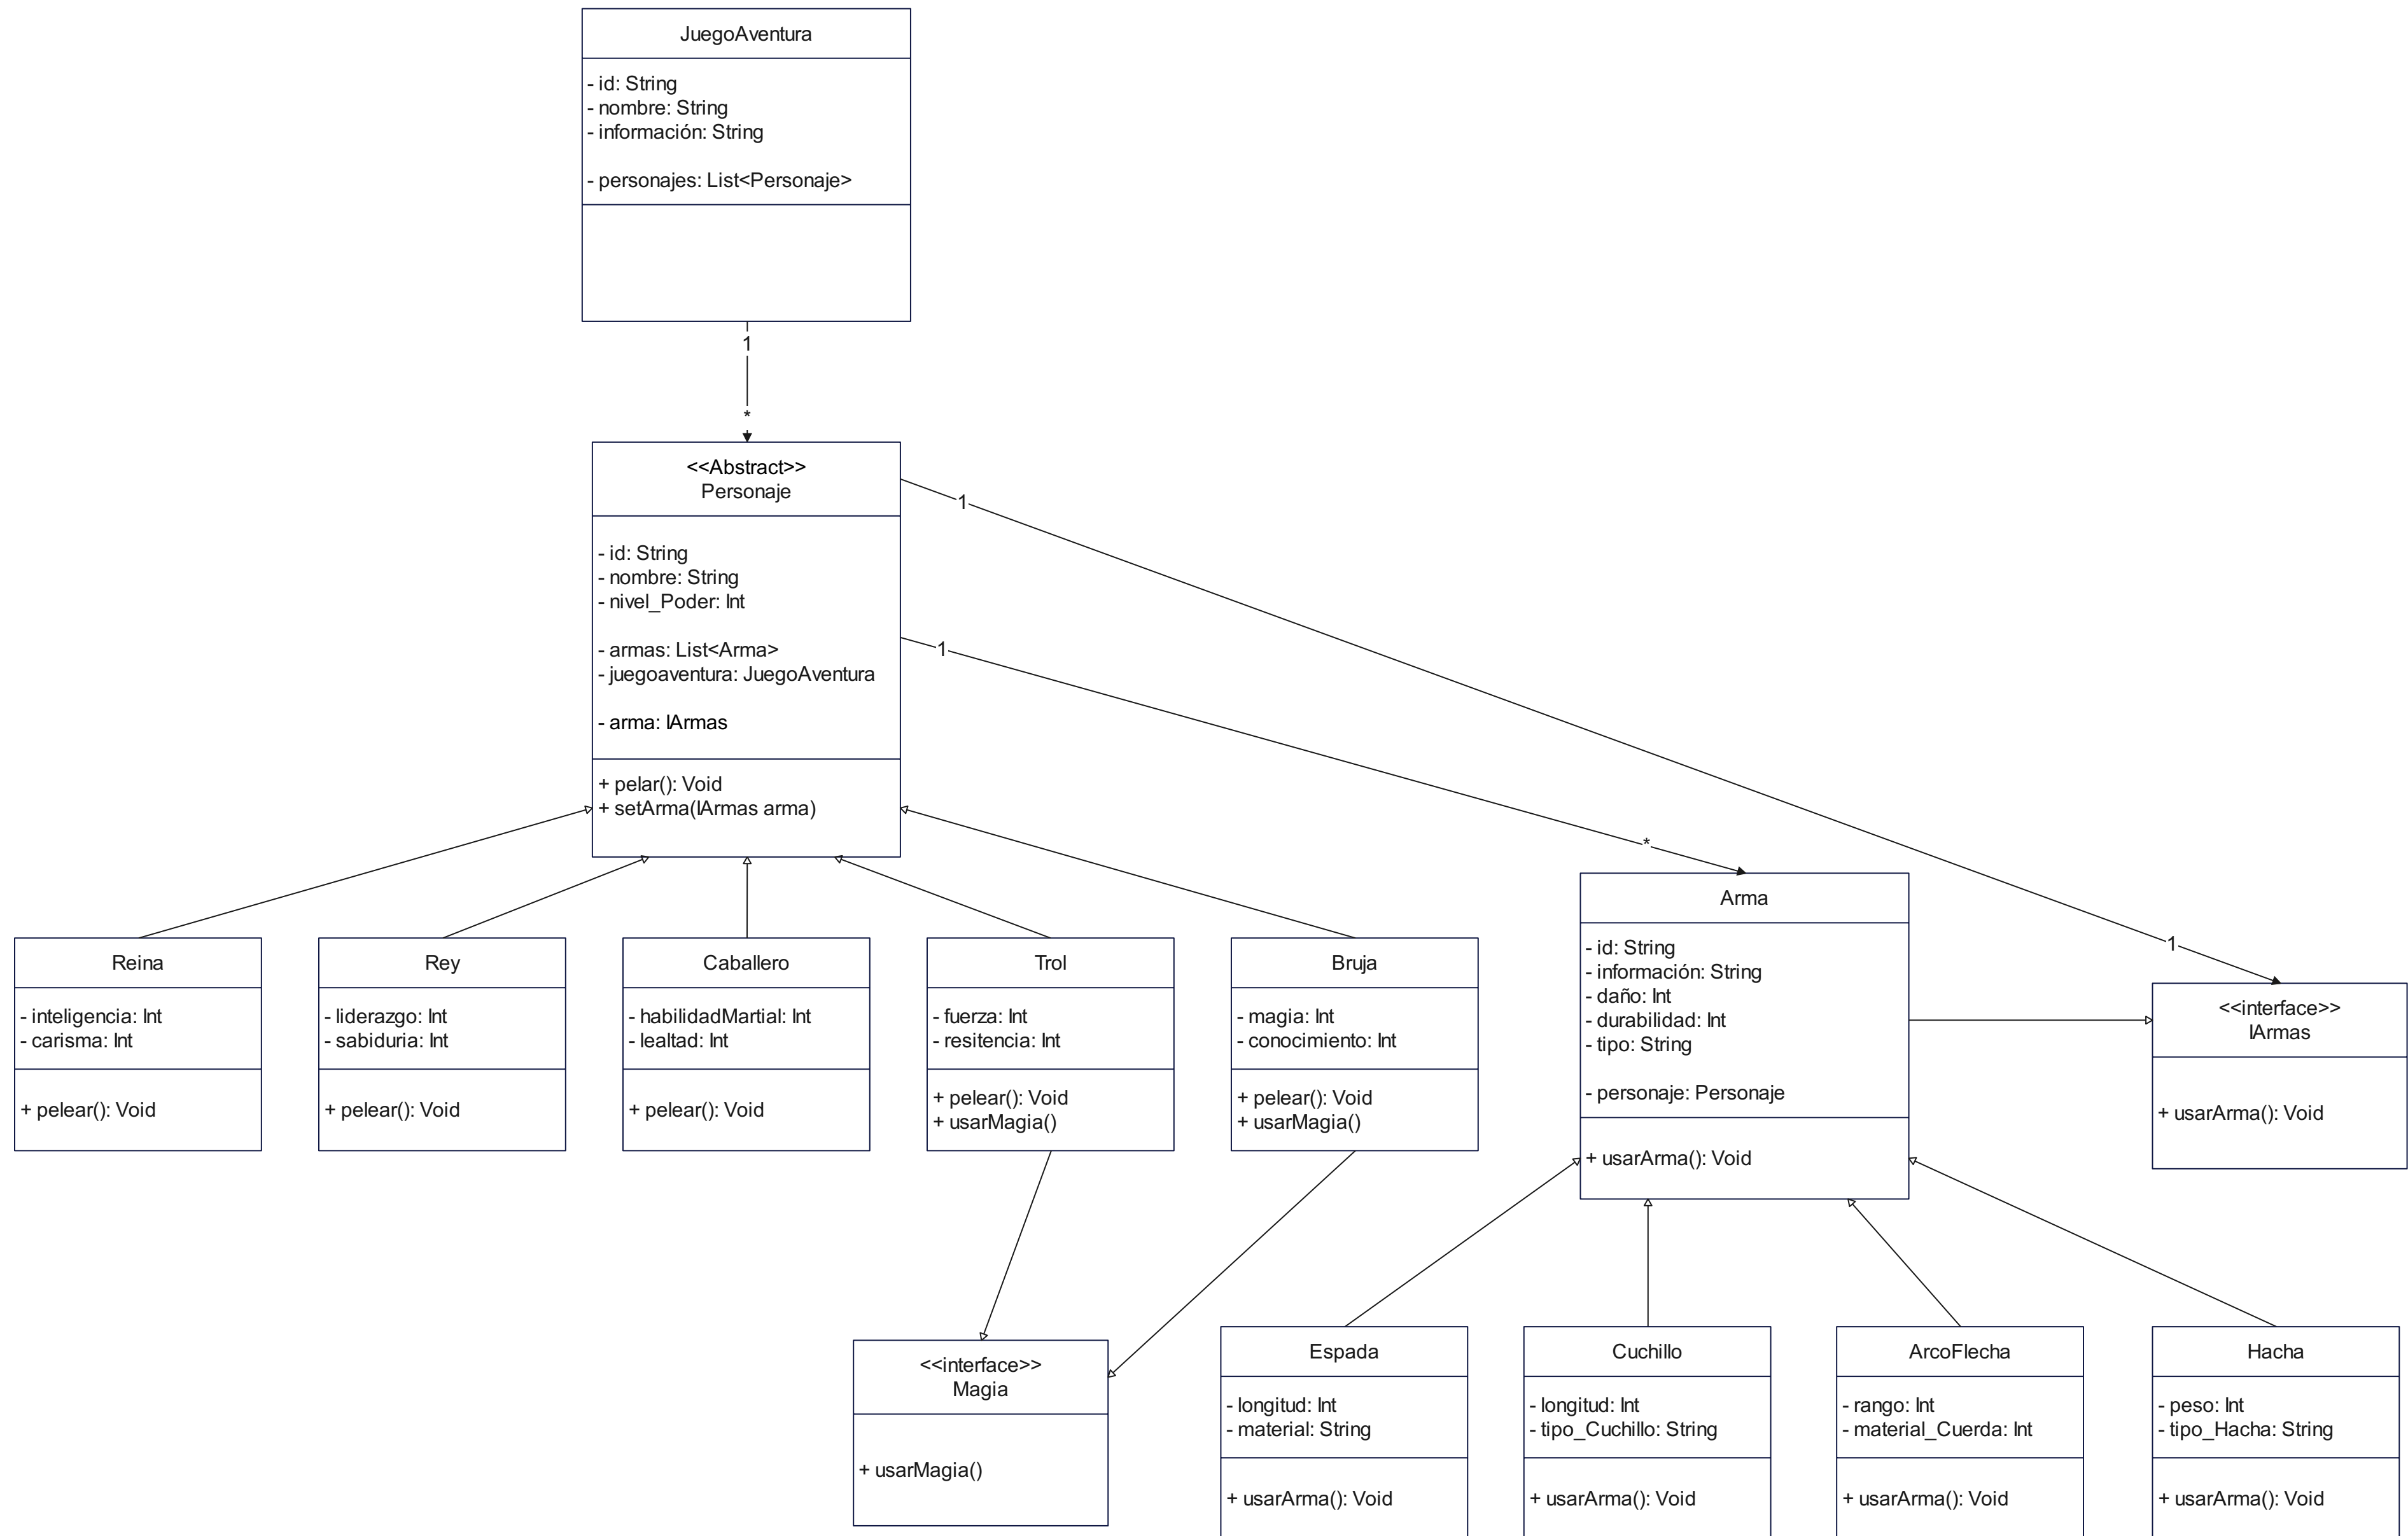 JuegoAventura
- id: String
- nombre: String
- información: String
- personajes: List<Personaje>
1
*
<<Abstract>>
Personaje
- id: String
- nombre: String
- nivel_Poder: Int
- armas: List<Arma>
- juegoaventura: JuegoAventura
- arma: IArmas
+ pelar(): Void
+ setArma(IArmas arma)
1
1
1
*
Reina
- inteligencia: Int
- carisma: Int
+ pelear(): Void
Rey
- liderazgo: Int
- sabiduria: Int
+ pelear(): Void
Caballero
- habilidadMartial: Int
- lealtad: Int
+ pelear(): Void
Trol
- fuerza: Int
- resitencia: Int
+ pelear(): Void
+ usarMagia()
Bruja
- magia: Int
- conocimiento: Int
+ pelear(): Void
+ usarMagia()
Arma
- id: String
- información: String
- daño: Int
- durabilidad: Int
- tipo: String
- personaje: Personaje
+ usarArma(): Void
<<interface>>
IArmas
+ usarArma(): Void
<<interface>>
Magia
+ usarMagia()
Espada
- longitud: Int
- material: String
+ usarArma(): Void
Cuchillo
- longitud: Int
- tipo_Cuchillo: String
+ usarArma(): Void
ArcoFlecha
- rango: Int
- material_Cuerda: Int
+ usarArma(): Void
Hacha
- peso: Int
- tipo_Hacha: String
+ usarArma(): Void